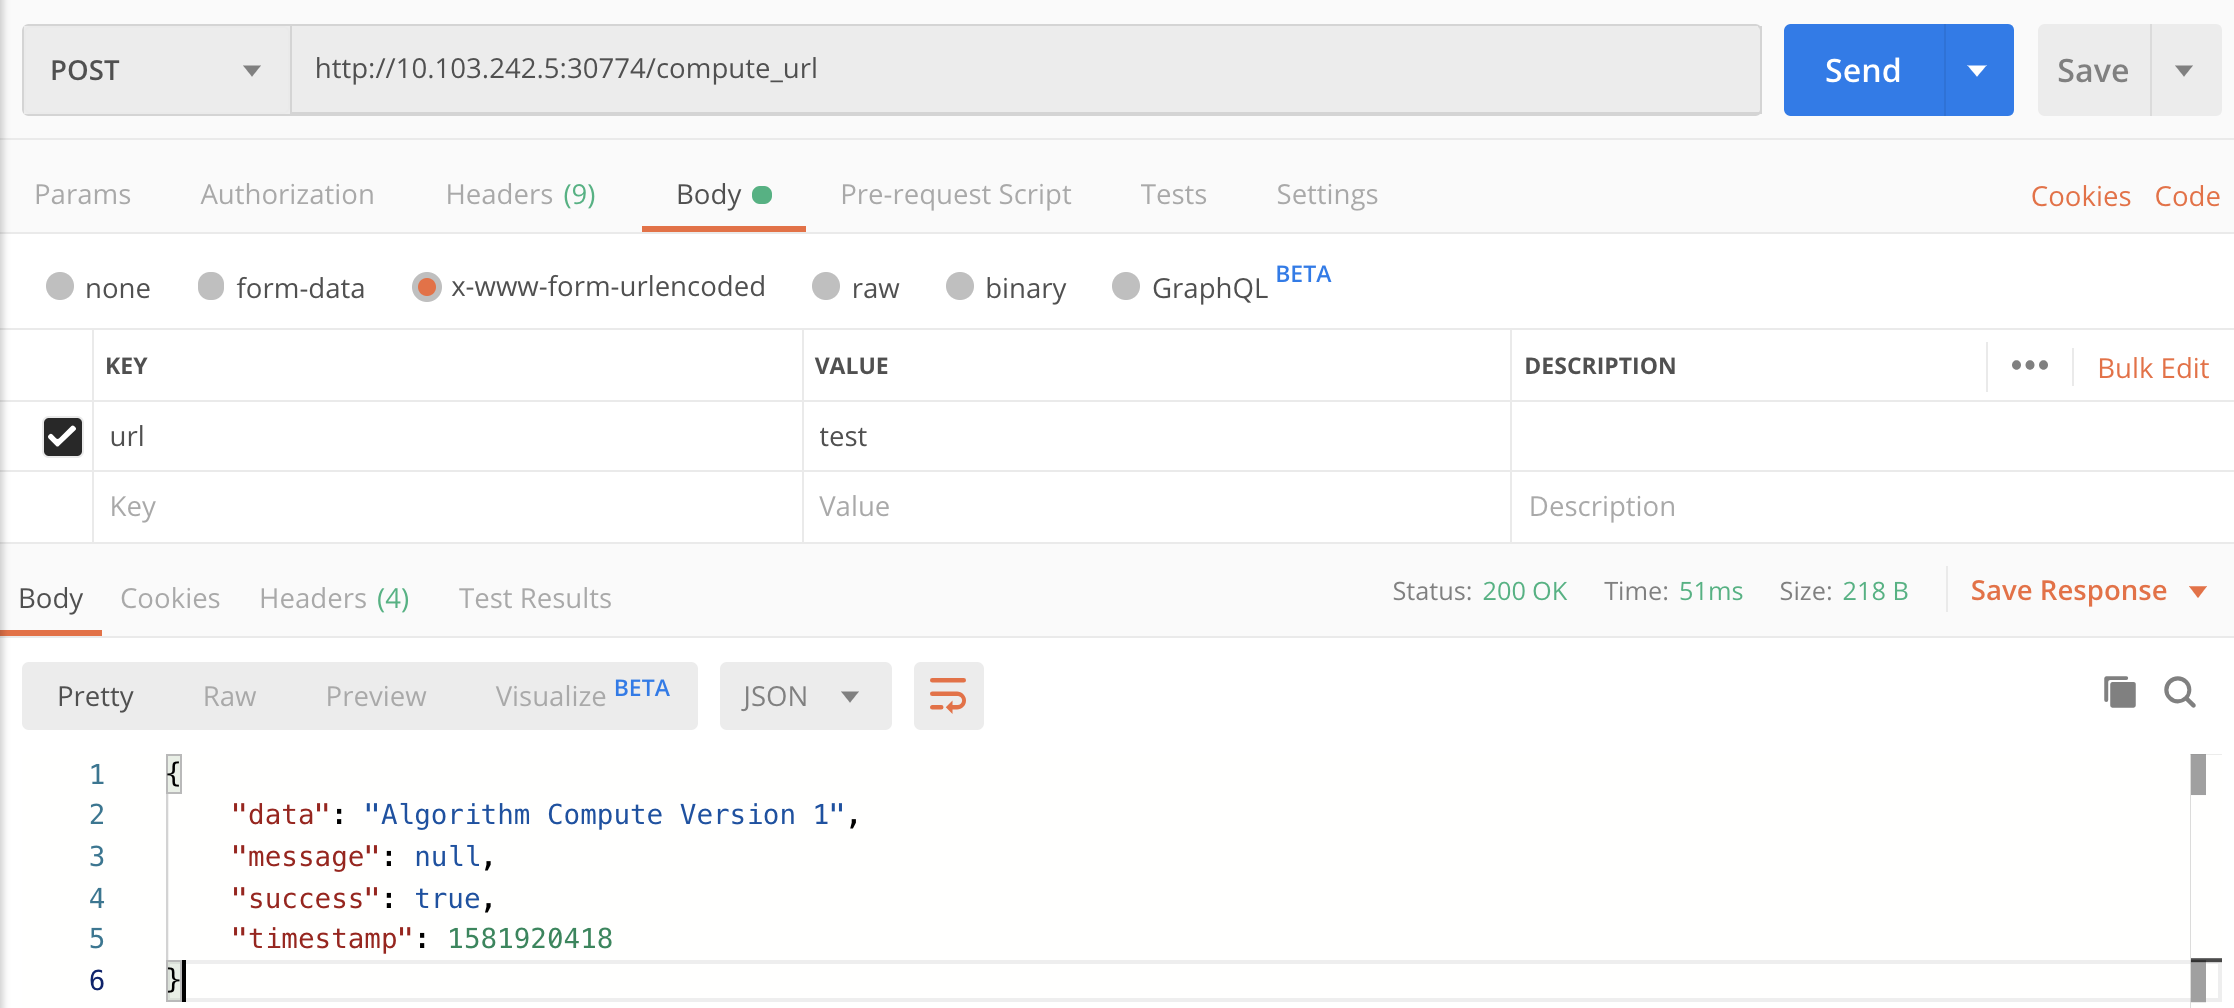 POST http://10.103.242.5:30774/compute_url Send Save
Params Authorization Headers (9) Body Pre-request Script Tests Settings Cookies Code
none form-data x-www-form-urlencoded raw binary GraphQL BETA
KEY VALUE DESCRIPTION ••• Bulk Edit
url test
Key Value Description
Body Cookies Headers (4) Test Results Status: 200 OK Time: 51ms Size: 218 B Save Response
Pretty Raw Preview Visualize BETA JSON
1 {
2 "data": "Algorithm Compute Version 1",
3 "message": null,
4 "success": true,
5 "timestamp": 1581920418
6 }